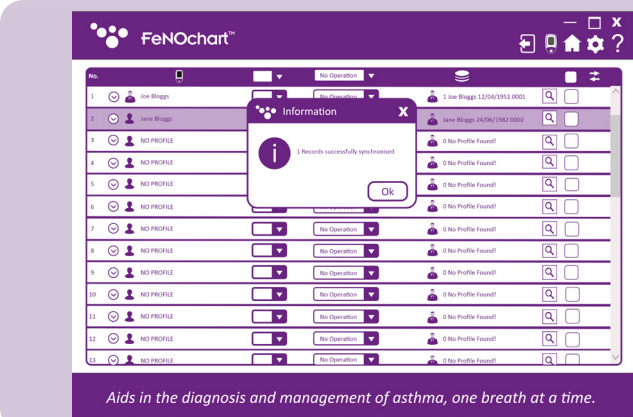 FeNOchart™
No. No Operation
1 Joe Bloggs No Operation 1 Joe Bloggs 12/04/1951 0001
2 Jane Bloggs Jane Bloggs 24/06/1982 0002
Information X
1 Records successfully synchronised
Ok
3 NO PROFILE 0 No Profile Found!
4 NO PROFILE 0 No Profile Found!
5 NO PROFILE 0 No Profile Found!
6 NO PROFILE No Operation 0 No Profile Found!
7 NO PROFILE No Operation 0 No Profile Found!
8 NO PROFILE No Operation 0 No Profile Found!
9 NO PROFILE No Operation 0 No Profile Found!
10 NO PROFILE No Operation 0 No Profile Found!
11 NO PROFILE No Operation 0 No Profile Found!
12 NO PROFILE No Operation 0 No Profile Found!
13 NO PROFILE No Operation 0 No Profile Found!
Aids in the diagnosis and management of asthma, one breath at a time.